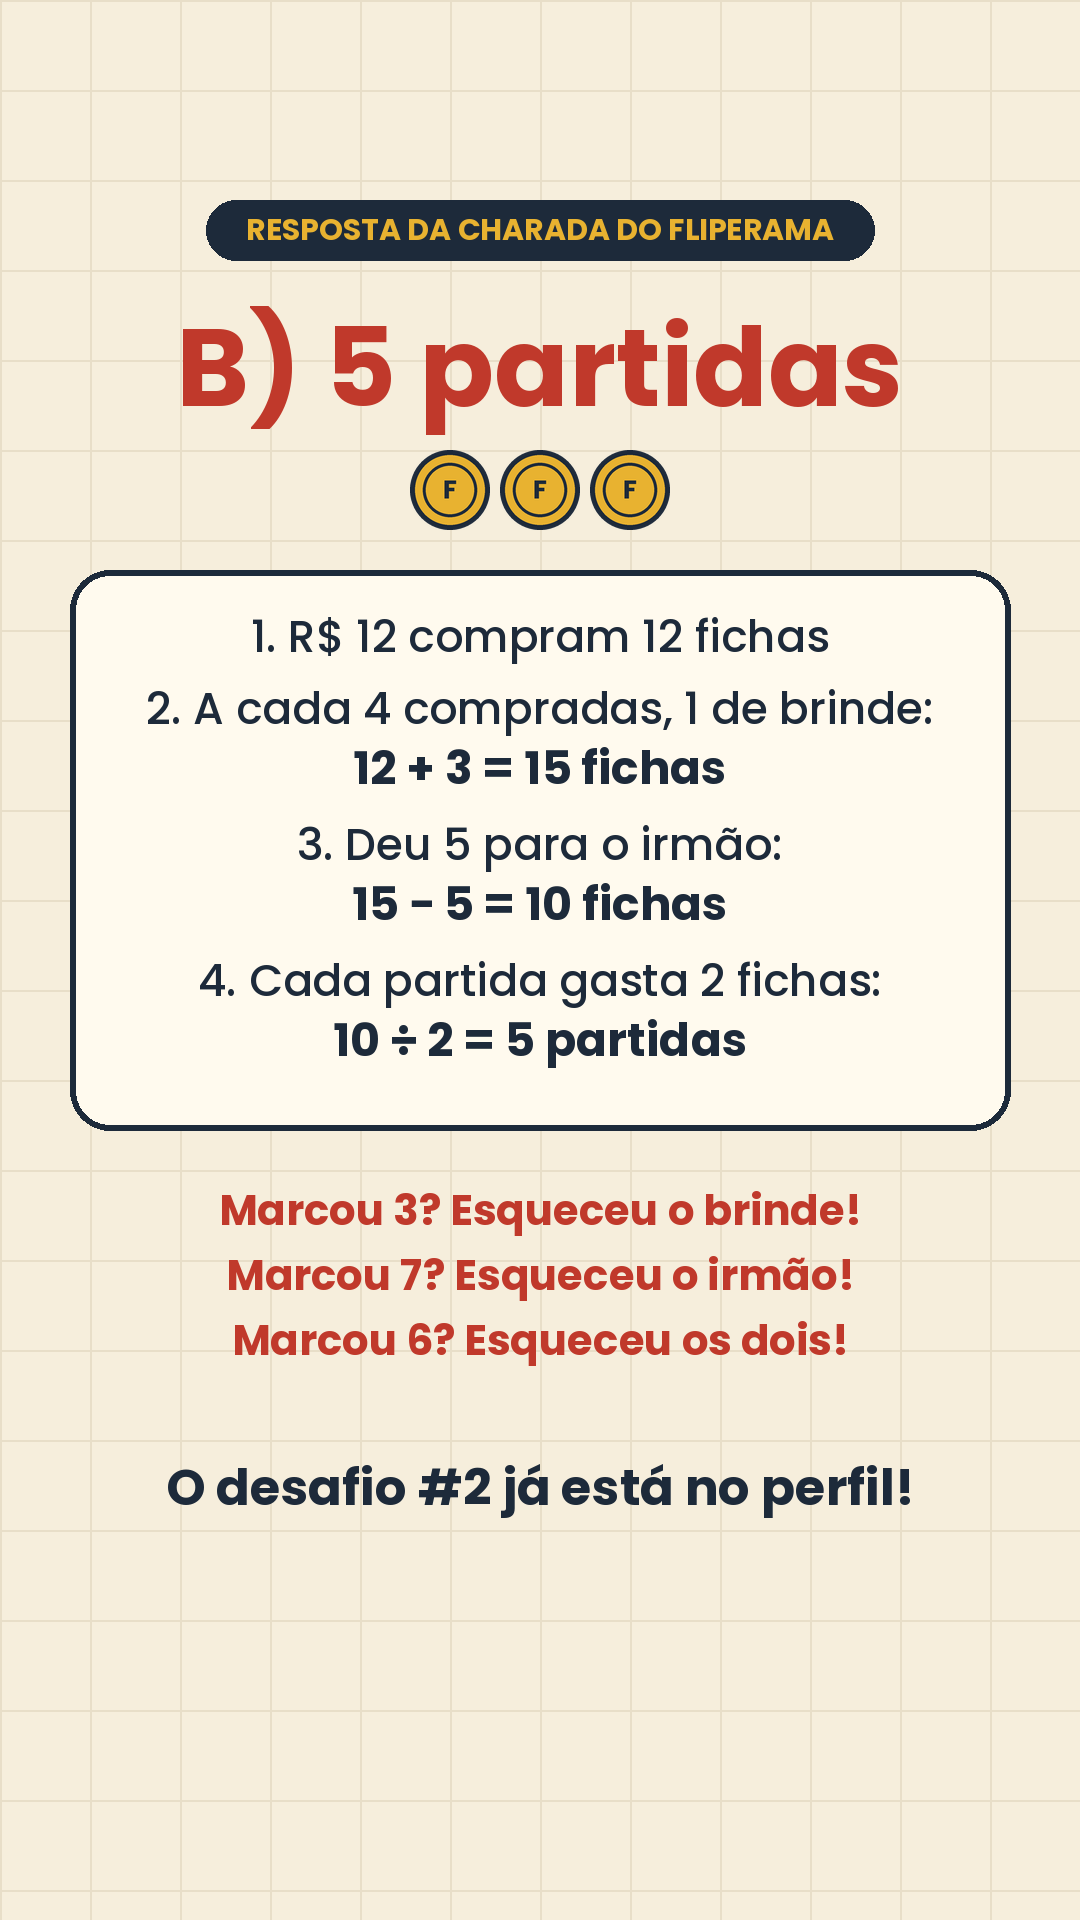 RESPOSTA DA CHARADA DO FLIPERAMA
B) 5 partidas
F F F
1. R$ 12 compram 12 fichas
2. A cada 4 compradas, 1 de brinde:
12 + 3 = 15 fichas
3. Deu 5 para o irmão:
15 - 5 = 10 fichas
4. Cada partida gasta 2 fichas:
10 ÷ 2 = 5 partidas
Marcou 3? Esqueceu o brinde!
Marcou 7? Esqueceu o irmão!
Marcou 6? Esqueceu os dois!
O desafio #2 já está no perfil!